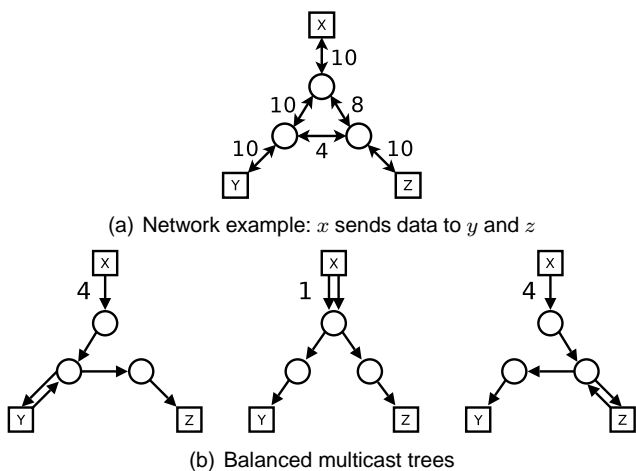 X
10
10
8
10
4
10
Y
Z
(a) Network example: x sends data to y and z
X
X
X
4
1
4
Y
Z
Y
Z
Y
Z
(b) Balanced multicast trees